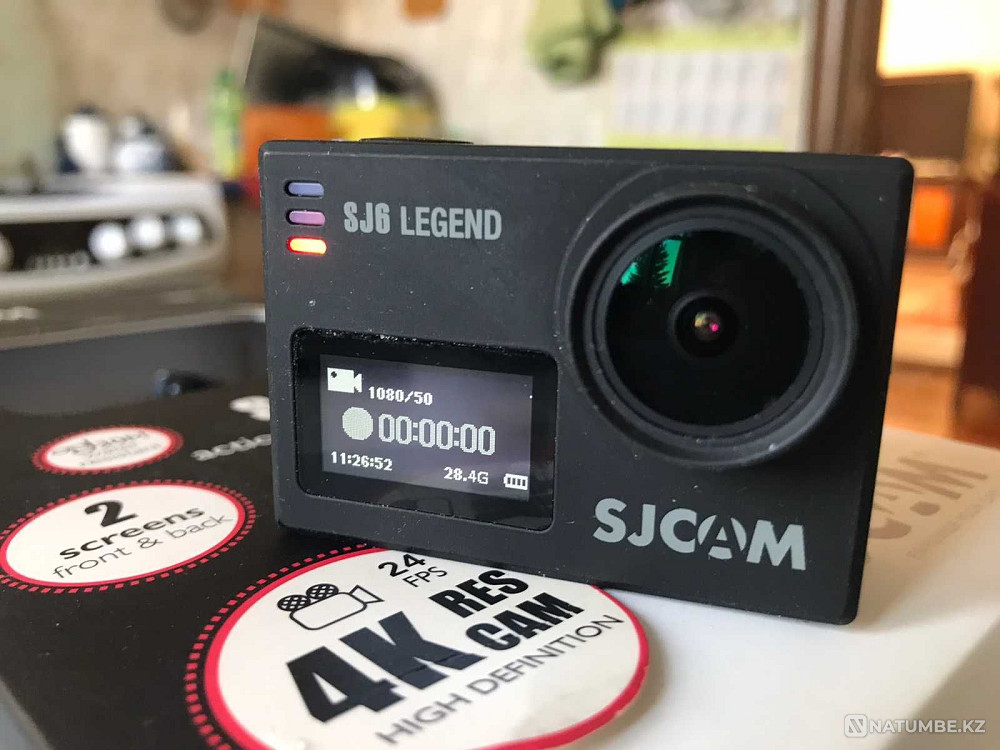 SJ6 LEGEND
1080/50
00:00:00
11:26:52
28.4G
SJCAM
2
screens
front & back
24
FPS
4K RES
CAM
HIGH DEFINITION
NATUMBE.KZ